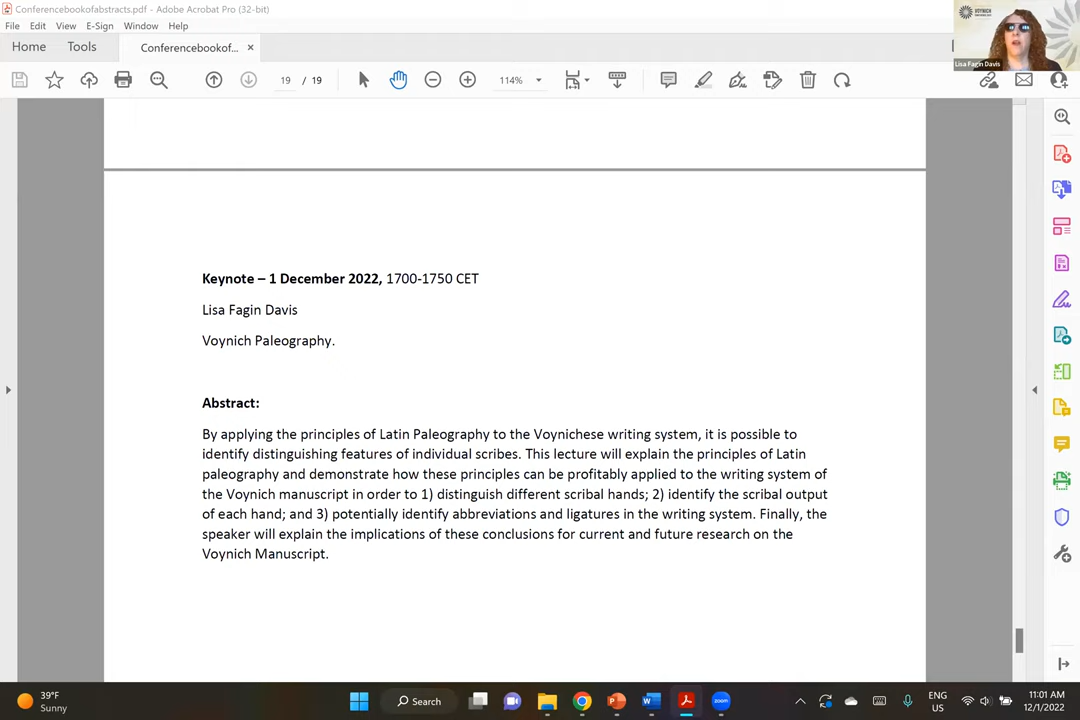 Conferencebookofabstracts.pdf - Adobe Acrobat Pro (32-bit)
File Edit View E-Sign Window Help
Home Tools Conferencebookof... ×
19 / 19 114%
VOYNICH
Lisa Fagin Davis
Keynote – 1 December 2022, 1700-1750 CET
Lisa Fagin Davis
Voynich Paleography.
Abstract:
By applying the principles of Latin Paleography to the Voynichese writing system, it is possible to
identify distinguishing features of individual scribes. This lecture will explain the principles of Latin
paleography and demonstrate how these principles can be profitably applied to the writing system of
the Voynich manuscript in order to 1) distinguish different scribal hands; 2) identify the scribal output
of each hand; and 3) potentially identify abbreviations and ligatures in the writing system. Finally, the
speaker will explain the implications of these conclusions for current and future research on the
Voynich Manuscript.
39°F
Sunny
Search
zoom
ENG
US
11:01 AM
12/1/2022